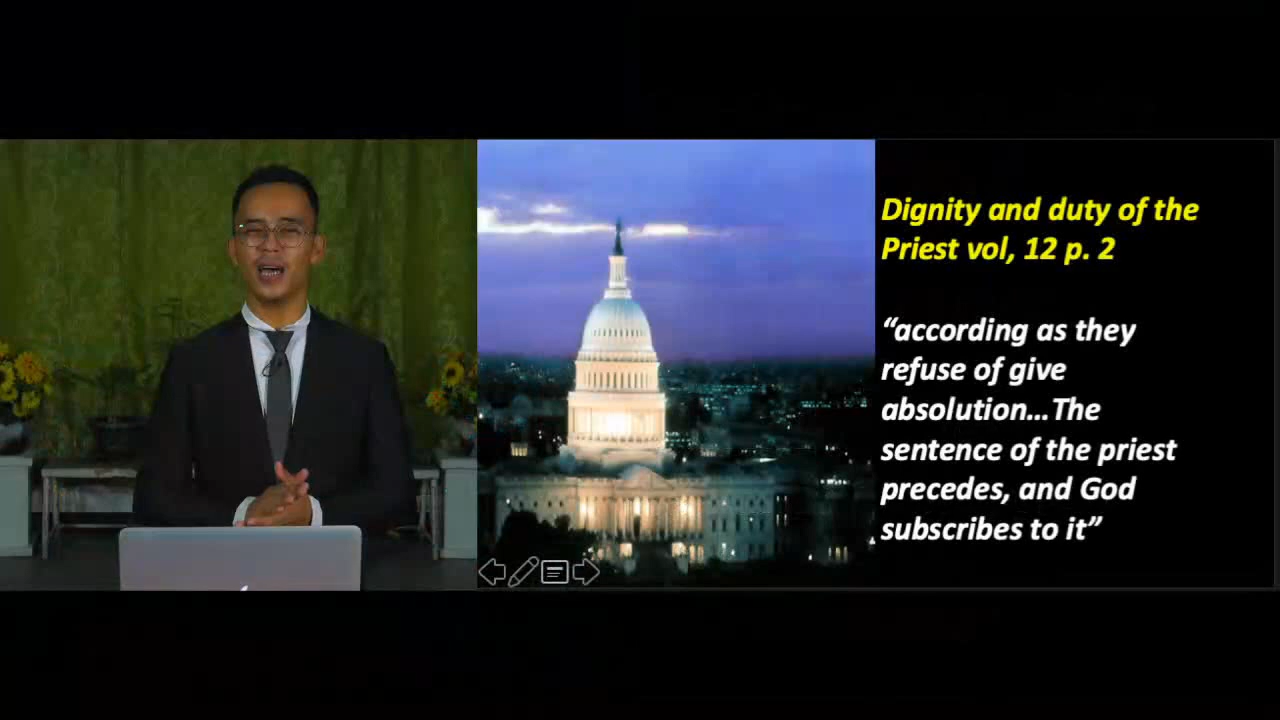 Dignity and duty of the
Priest vol, 12 p. 2
“according as they
refuse of give
absolution...The
sentence of the priest
precedes, and God
subscribes to it”